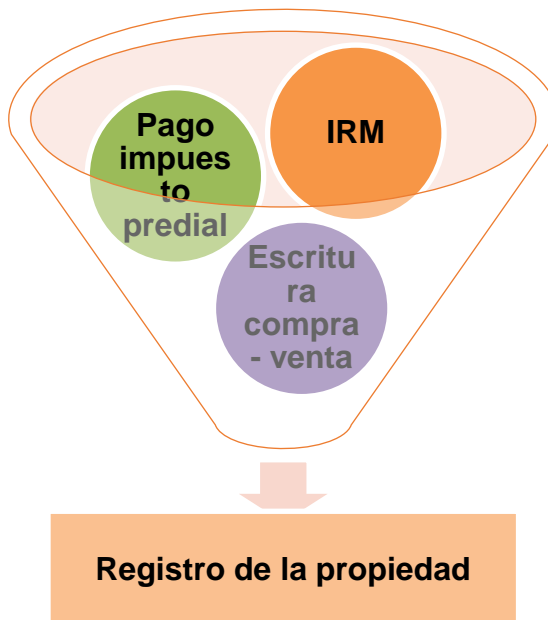 Pago
impues
to
predial
IRM
Escritu
ra
compra
- venta
Registro de la propiedad